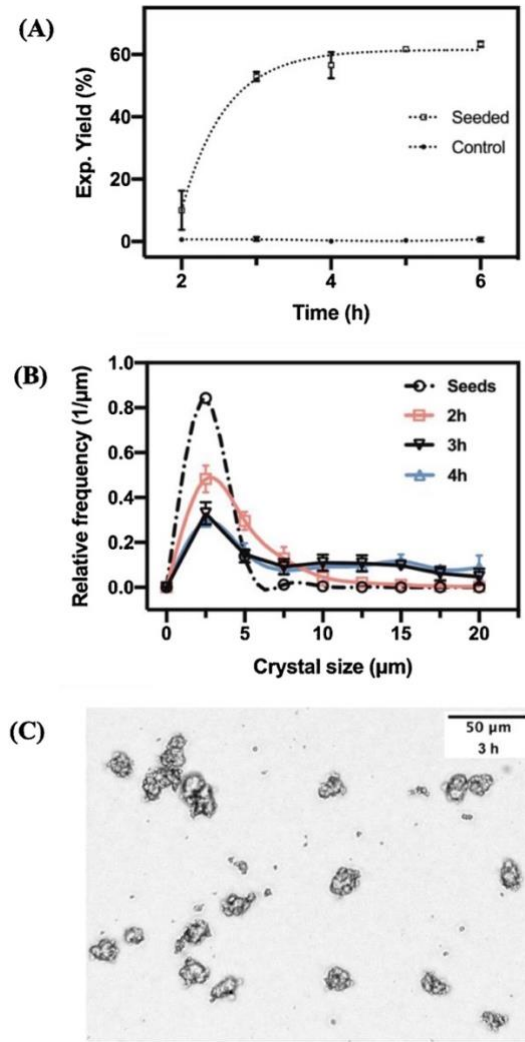 (A)
60
40
20
0
Exp. Yield (%)
Seeded
Control
2
4
6
Time (h)
(B)
1.0
0.8
0.6
0.4
0.2
0.0
Relative frequency (1/μm)
Seeds
2h
3h
4h
0
5
10
15
20
Crystal size (μm)
(C)
50 μm
3 h